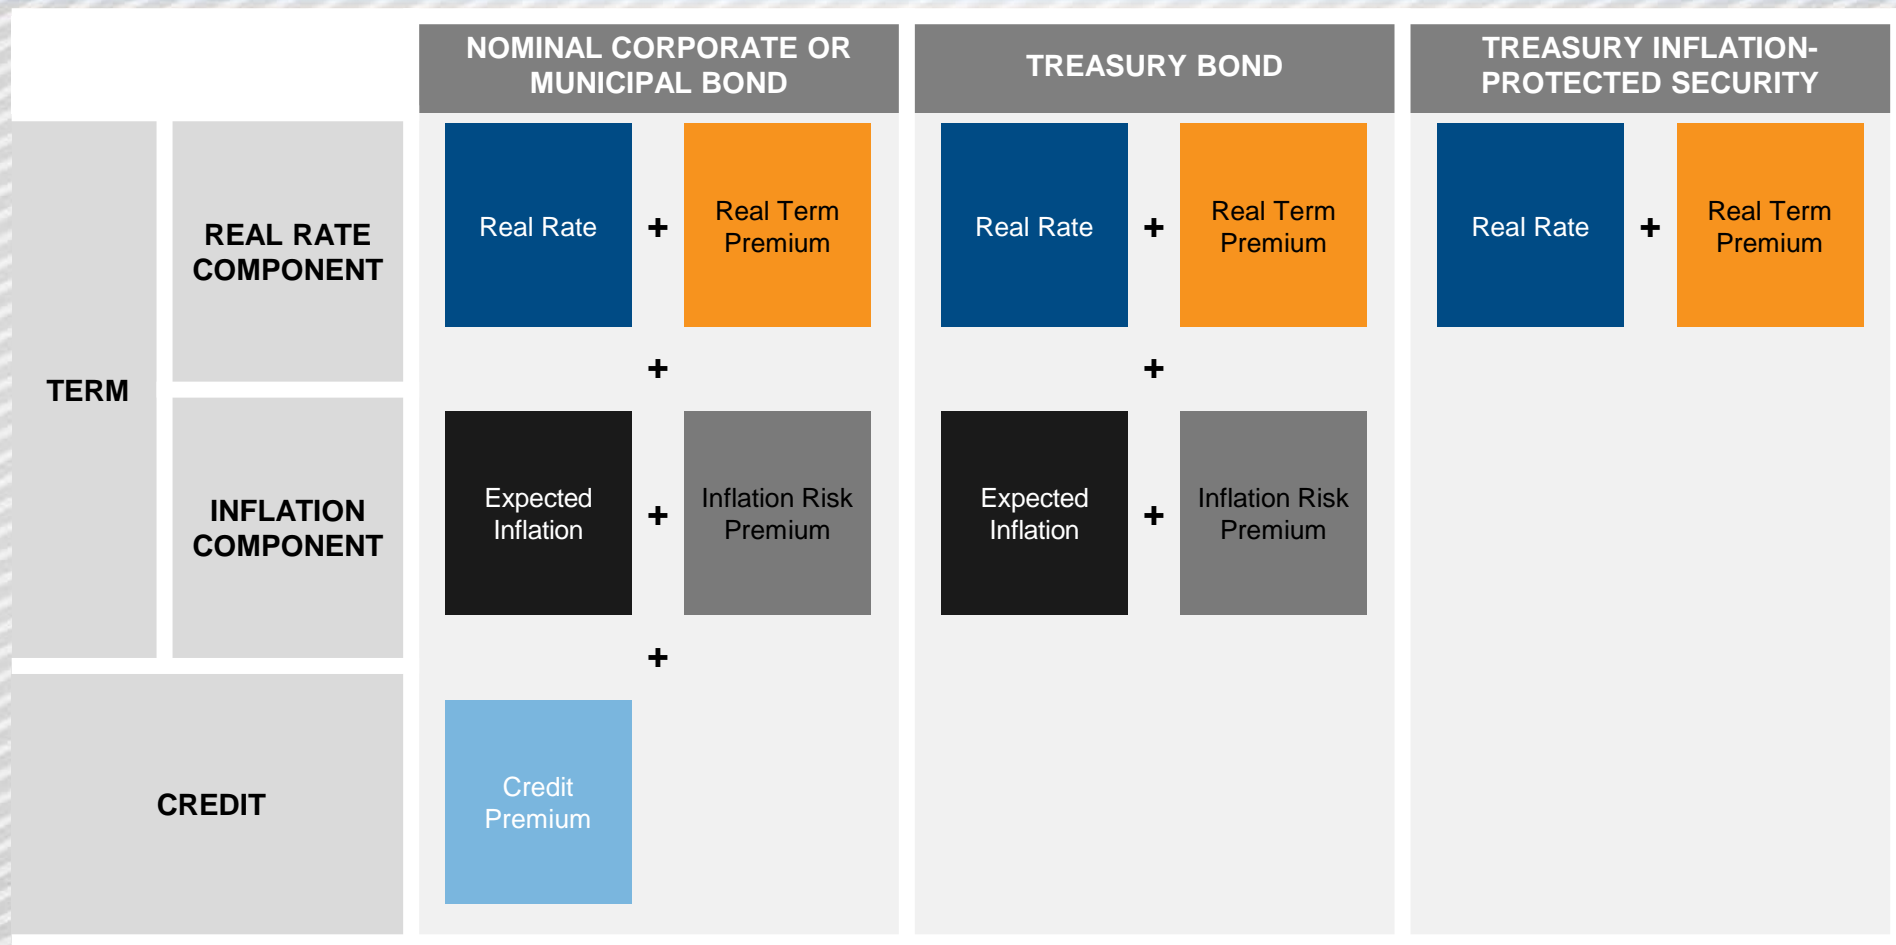 NOMINAL CORPORATE OR
MUNICIPAL BOND
TREASURY BOND
TREASURY INFLATION-
PROTECTED SECURITY
TERM
REAL RATE
COMPONENT
Real Rate
+
Real Term
Premium
Real Rate
+
Real Term
Premium
Real Rate
+
Real Term
Premium
+
+
INFLATION
COMPONENT
Expected
Inflation
+
Inflation Risk
Premium
Expected
Inflation
+
Inflation Risk
Premium
+
CREDIT
Credit
Premium